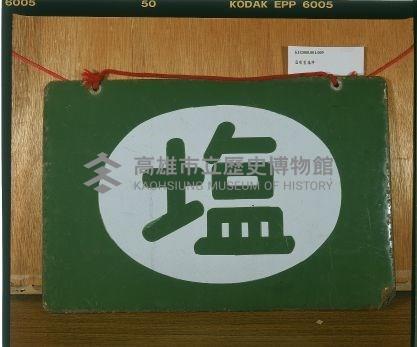 6005 50 KODAK EPP 6005
塩
高雄市立歷史博物館
KAOHSIUNG MUSEUM OF HISTORY